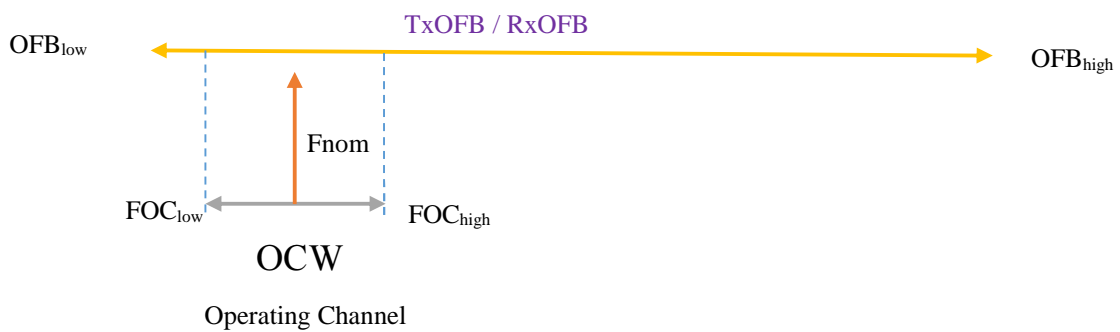 TxOFB / RxOFB
OFBlow
OFBhigh
Fnom
FOClow
FOChigh
OCW
Operating Channel